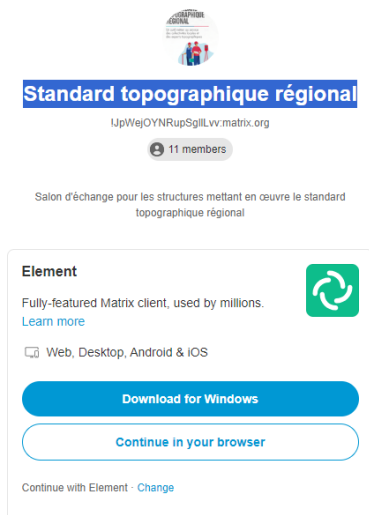 TOPOGRAPHIQUE
RÉGIONAL
Standard topographique régional
!JpWejOYNRupSgllLvv:matrix.org
11 members
Salon d'échange pour les structures mettant en œuvre le standard
topographique régional
Element
Fully-featured Matrix client, used by millions.
Learn more
Web, Desktop, Android & iOS
Download for Windows
Continue in your browser
Continue with Element · Change